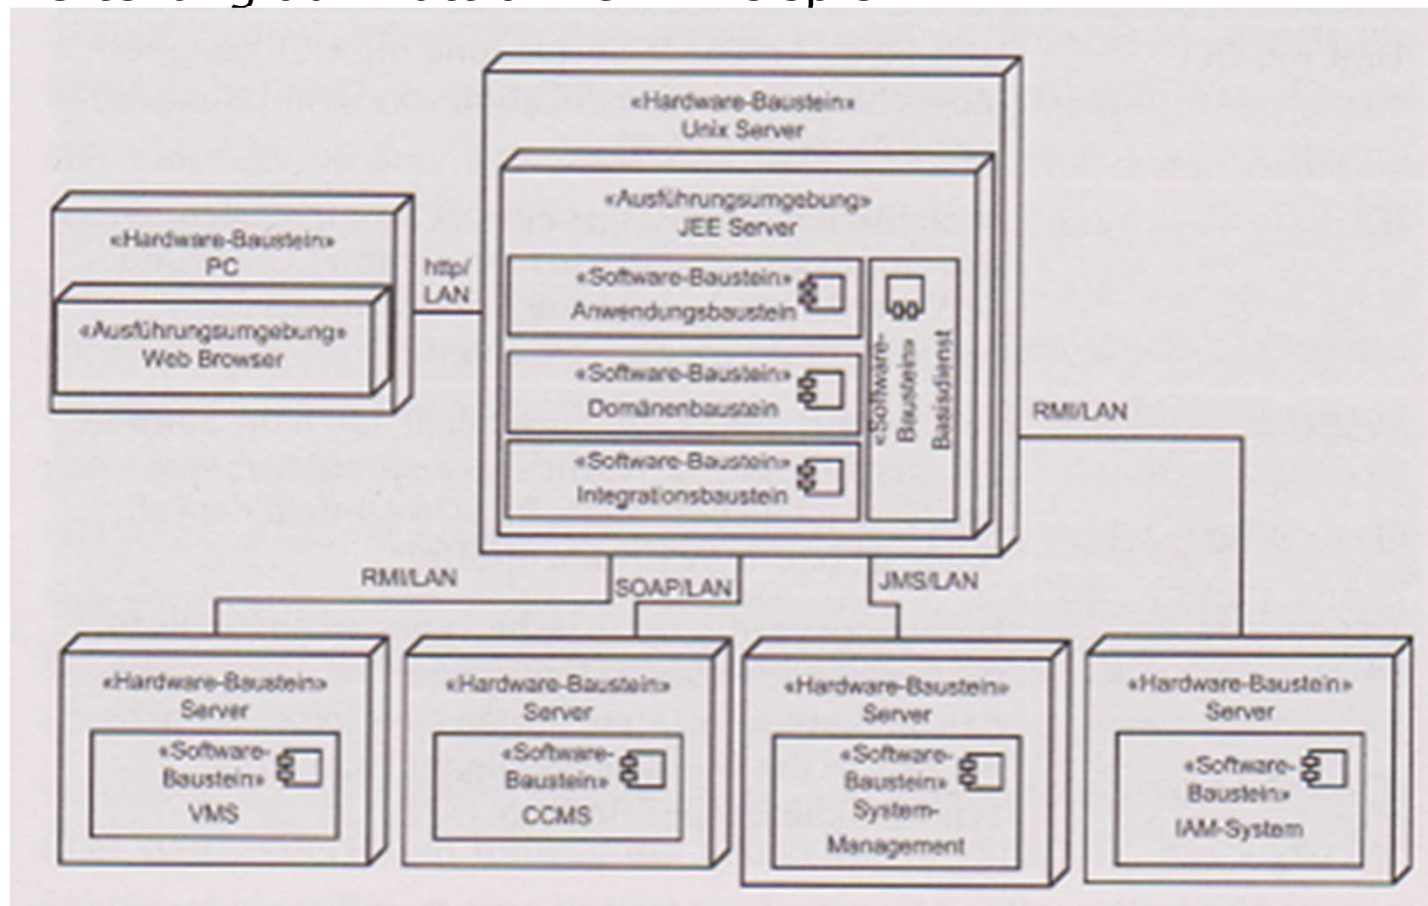 «Hardware-Baustein»
Unix Server
«Ausführungsumgebung»
JEE Server
«Software-Baustein»
Anwendungsbaustein
«Software-Baustein»
Domänenbaustein
«Software-Baustein»
Integrationsbaustein
«Software-
Baustein»
Basisdienst
«Hardware-Baustein»
PC
«Ausführungsumgebung»
Web Browser
http/
LAN
RMI/LAN
RMI/LAN
SOAP/LAN
JMS/LAN
«Hardware-Baustein»
Server
«Software-
Baustein»
VMS
«Hardware-Baustein»
Server
«Software-
Baustein»
CCMS
«Hardware-Baustein»
Server
«Software-
Baustein»
System-
Management
«Hardware-Baustein»
Server
«Software-
Baustein»
IAM-System